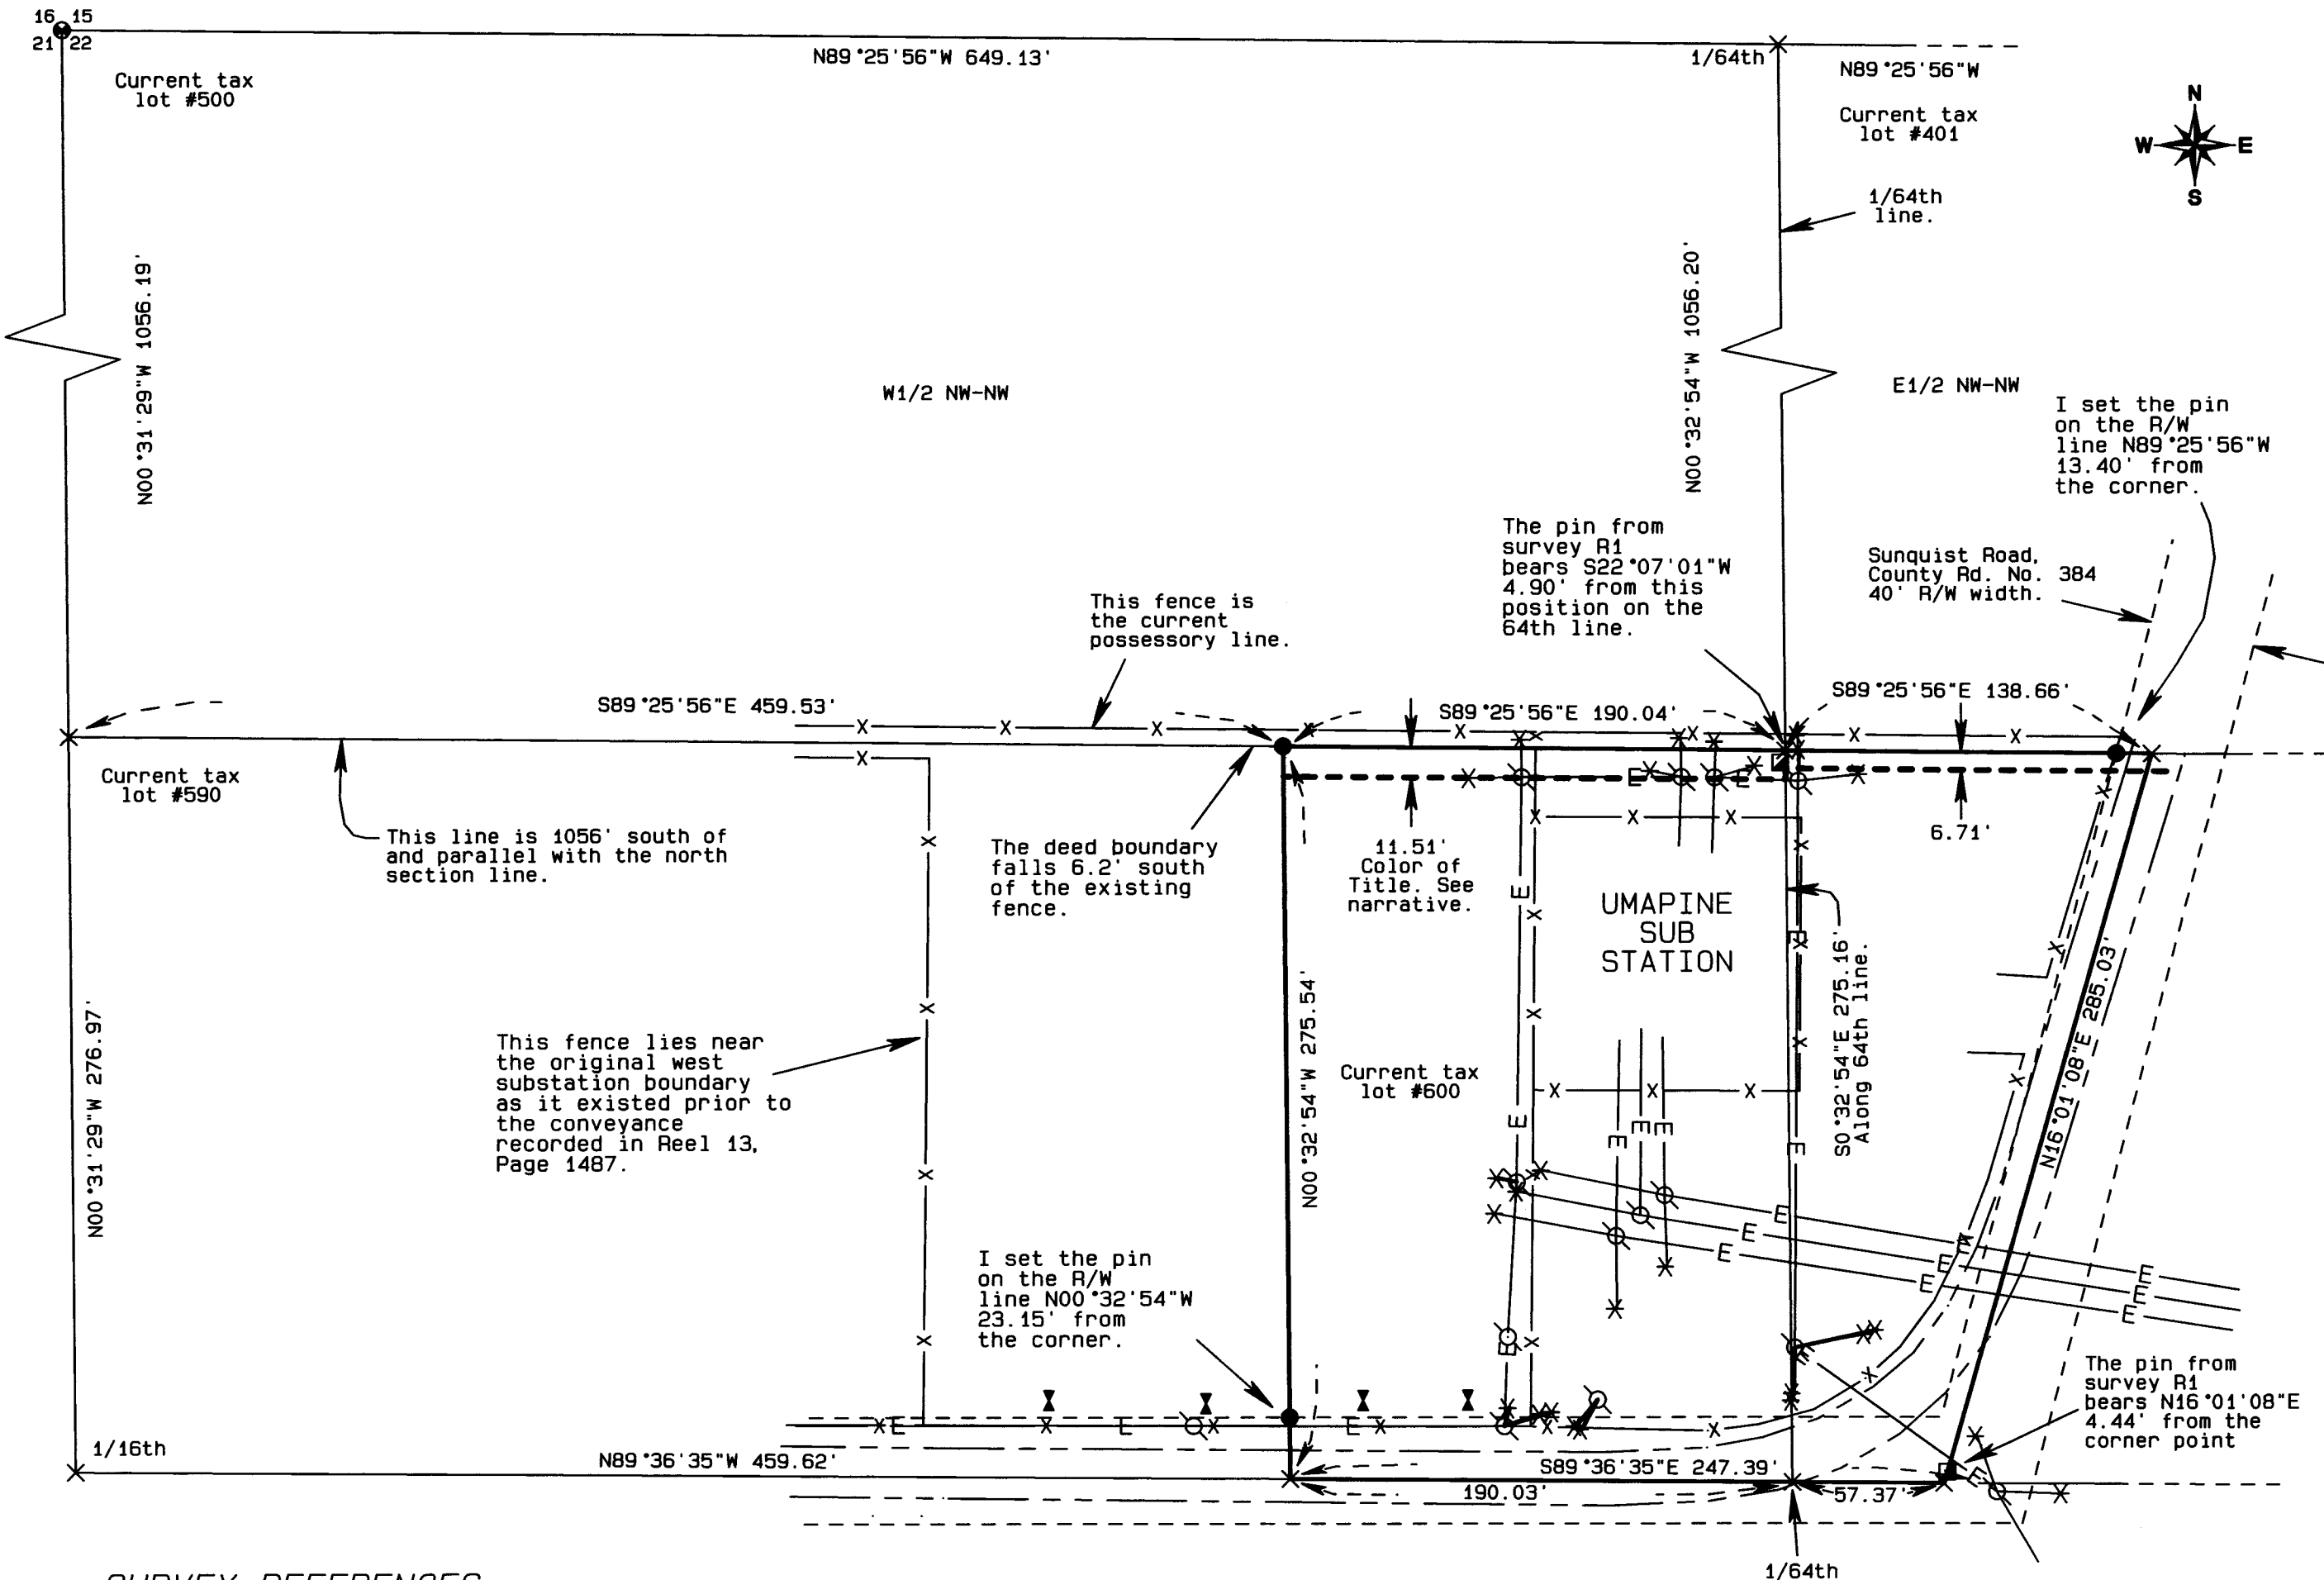 16 15
21 22
N89°25'56"W 649.13'
1/64th
N89°25'56"W
Current tax
lot #500
Current tax
lot #401
N
W E
S
1/64th
line.
N00°31'29"W 1056.19'
N00°32'54"W 1056.20'
W1/2 NW-NW
E1/2 NW-NW
I set the pin
on the R/W
line N89°25'56"W
13.40' from
the corner.
The pin from
survey R1
bears S22°07'01"W
4.90' from this
position on the
64th line.
Sunquist Road,
County Rd. No. 384
40' R/W width.
This fence is
the current
possessory line.
S89°25'56"E 459.53'
S89°25'56"E 190.04'
S89°25'56"E 138.66'
Current tax
lot #590
This line is 1056' south of
and parallel with the north
section line.
The deed boundary
falls 6.2' south
of the existing
fence.
11.51'
Color of
Title. See
narrative.
6.71'
UMAPINE
SUB
STATION
S0°32'54"E 275.16'
Along 64th line.
N16°01'08"E 285.03'
N00°31'29"W 276.97'
This fence lies near
the original west
substation boundary
as it existed prior to
the conveyance
recorded in Reel 13,
Page 1487.
N00°32'54"W 275.54'
Current tax
lot #600
I set the pin
on the R/W
line N00°32'54"W
23.15' from
the corner.
The pin from
survey R1
bears N16°01'08"E
4.44' from the
corner point
1/16th
N89°36'35"W 459.62'
S89°36'35"E 247.39'
190.03'
57.37'
1/64th
SURVEY REFERENCES